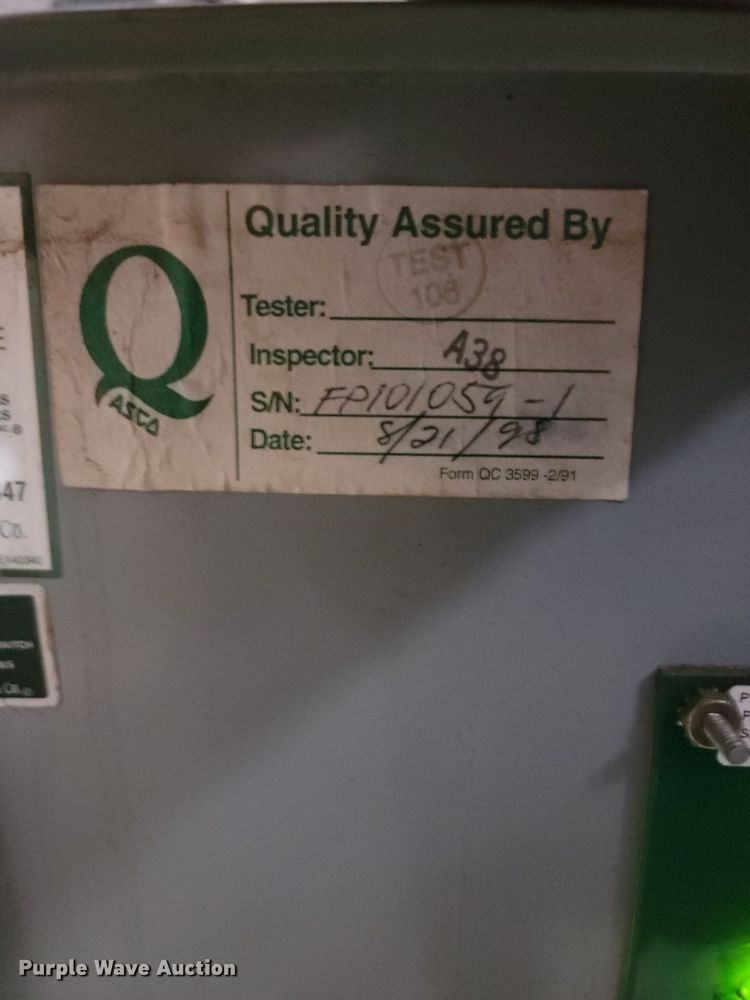 Quality Assured By
TEST
106
Tester:
Inspector: A38
S/N: FP101059-1
Date: 8/21/98
Form QC 3599-2/91
Q
ASCO
47
Co.
E140340
P
F
S
Purple Wave Auction